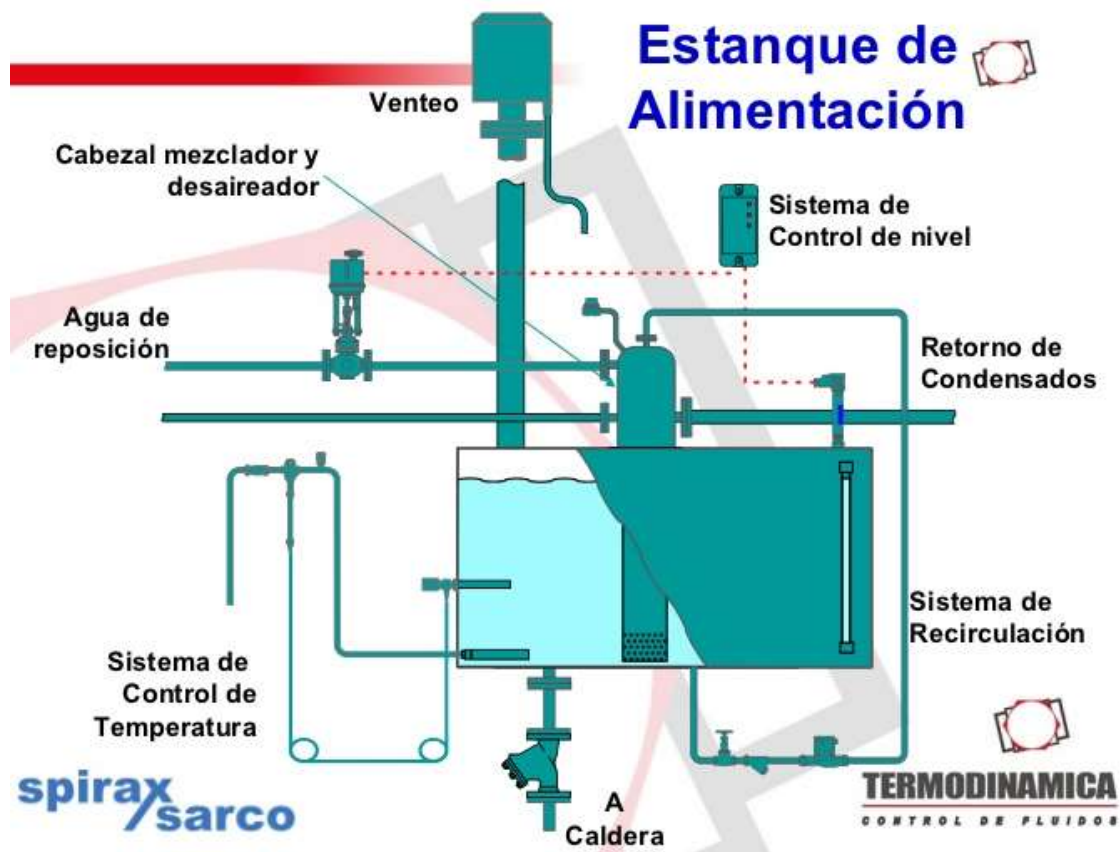 Estanque de
Alimentación
Venteo
Cabezal mezclador y
desaireador
Sistema de
Control de nivel
Agua de
reposición
Retorno de
Condensados
Sistema de
Recirculación
Sistema de
Control de
Temperatura
A
Caldera
spirax
sarco
TERMODINAMICA
CONTROL DE FLUIDOS